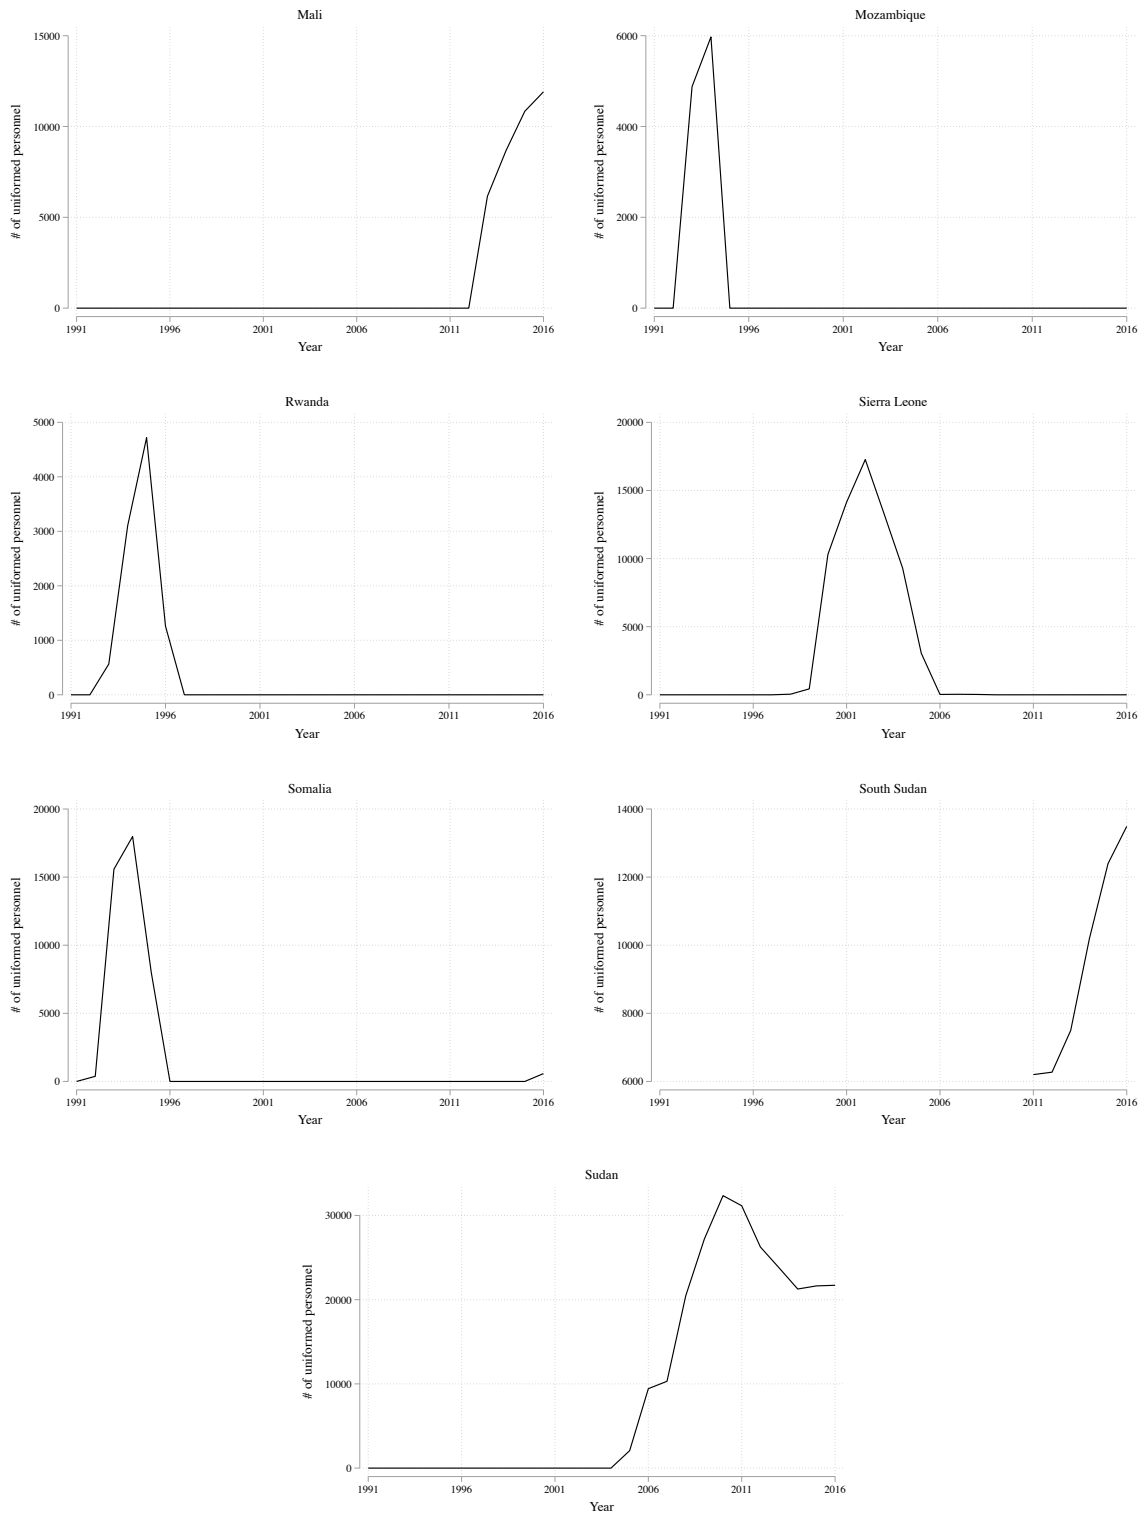 Mali
# of uniformed personnel
15000
10000
5000
0
1991 1996 2001 2006 2011 2016
Year
Mozambique
# of uniformed personnel
6000
4000
2000
0
1991 1996 2001 2006 2011 2016
Year
Rwanda
# of uniformed personnel
5000
4000
3000
2000
1000
0
1991 1996 2001 2006 2011 2016
Year
Sierra Leone
# of uniformed personnel
20000
15000
10000
5000
0
1991 1996 2001 2006 2011 2016
Year
Somalia
# of uniformed personnel
20000
15000
10000
5000
0
1991 1996 2001 2006 2011 2016
Year
South Sudan
# of uniformed personnel
14000
12000
10000
8000
6000
1991 1996 2001 2006 2011 2016
Year
Sudan
# of uniformed personnel
30000
20000
10000
0
1991 1996 2001 2006 2011 2016
Year